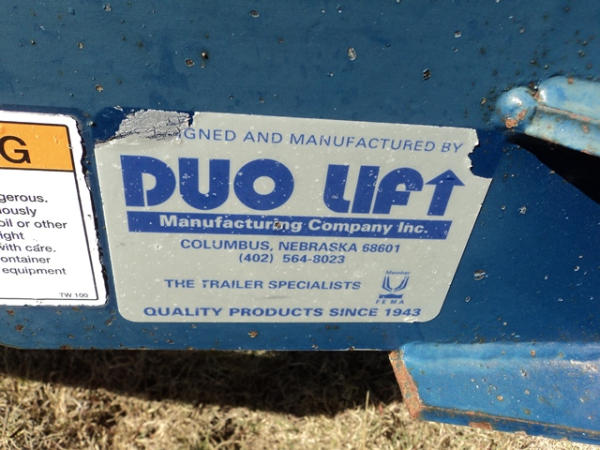 GNED AND MANUFACTURED BY
DUO LIFT
Manufacturing Company Inc.
COLUMBUS, NEBRASKA 68601
(402) 564-8023
THE TRAILER SPECIALISTS
Member
FEMA
QUALITY PRODUCTS SINCE 1943
G
gerous.
ously
oil or other
ight
with care.
ontainer
equipment
TW 100